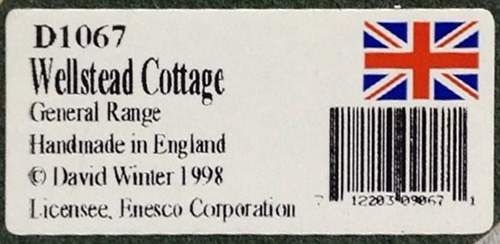 D1067
Wellstead Cottage
General Range
Handmade in England
© David Winter 1998
Licensee, Enesco Corporation
7 12203 09067 1